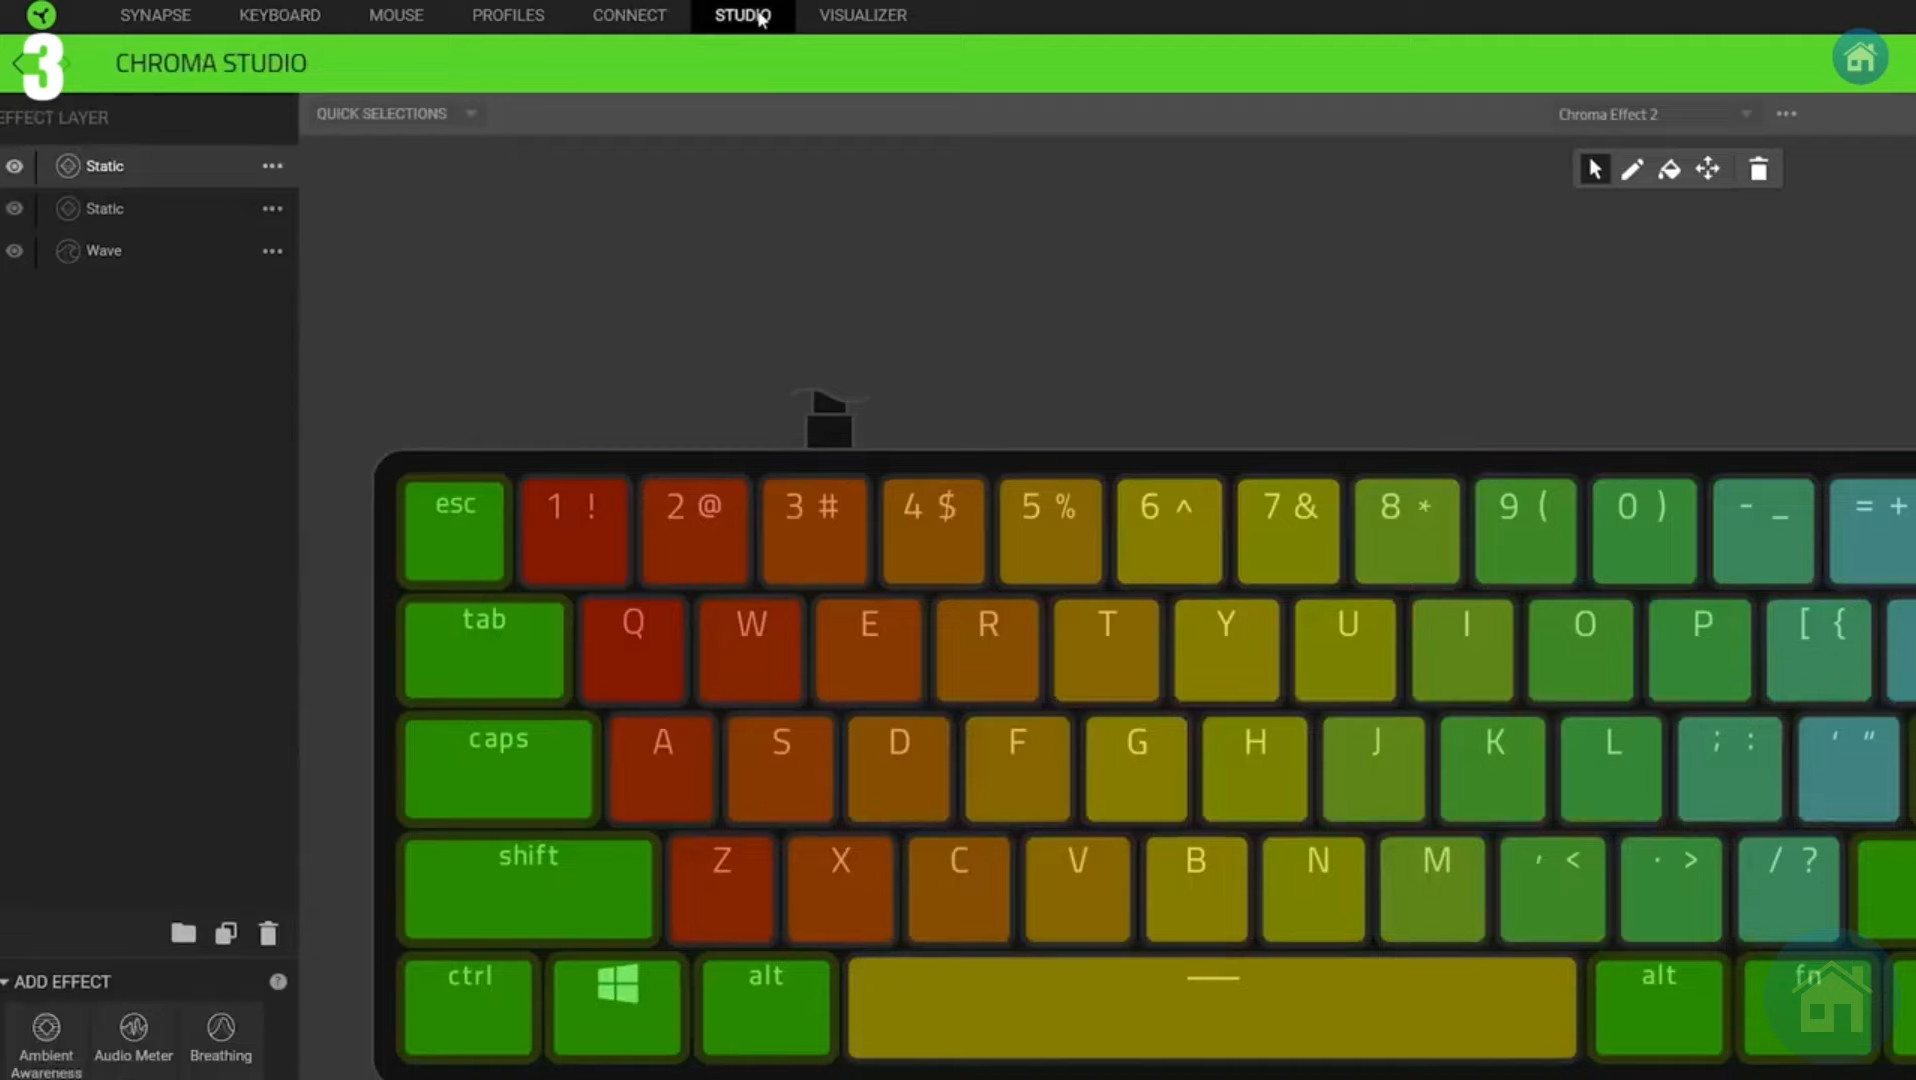 SYNAPSE KEYBOARD MOUSE PROFILES CONNECT STUDIO VISUALIZER
3 CHROMA STUDIO
EFFECT LAYER
QUICK SELECTIONS
Chroma Effect 2
Static
Static
Wave
esc 1 ! 2 @ 3 # 4 $ 5 % 6 ^ 7 & 8 * 9 ( 0 ) - _ = +
tab Q W E R T Y U I O P [ {
caps A S D F G H J K L ; : ' "
shift Z X C V B N M , < . > / ?
ctrl alt alt fn
ADD EFFECT ?
Ambient Awareness
Audio Meter
Breathing